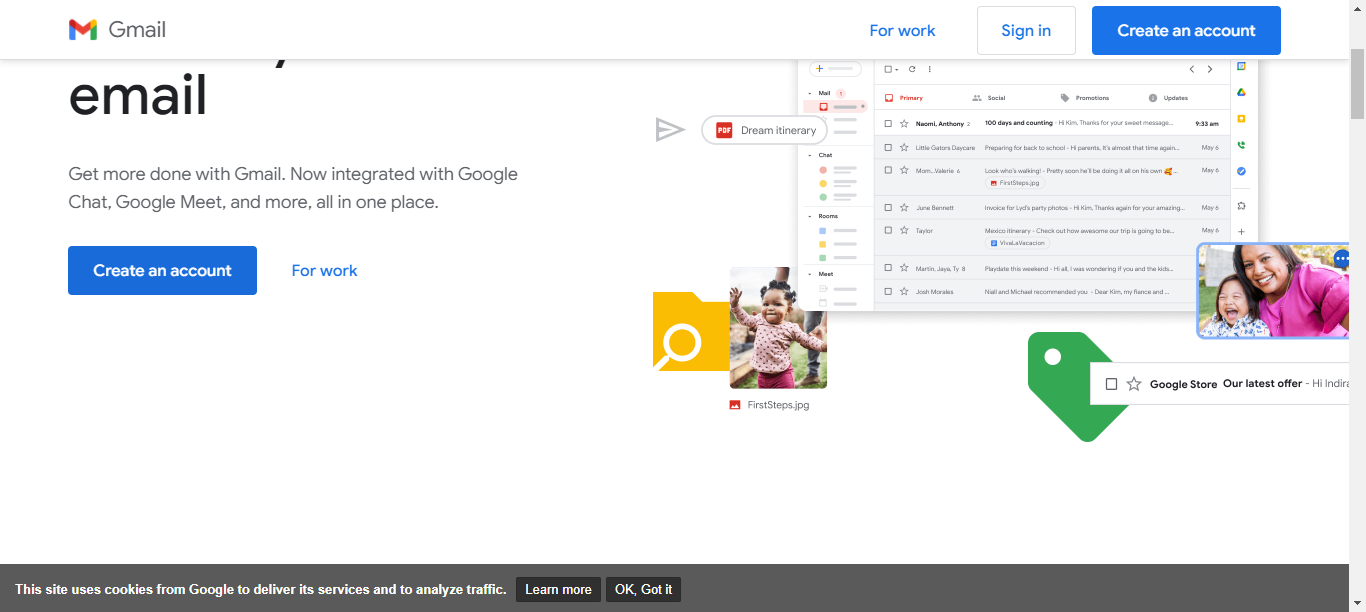 Gmail
For work
Sign in
Create an account
email
Get more done with Gmail. Now integrated with Google
Chat, Google Meet, and more, all in one place.
Create an account
For work
Dream itinerary
PDF
Mail
1
Chat
Rooms
Meet
Primary
Social
Promotions
Updates
Naomi, Anthony 2 100 days and counting - Hi Kim, Thanks for your sweet message... 9:33 am
Little Gators Daycare Preparing for back to school - Hi parents, It's almost that time again... May 6
Mom...Valerie 6 Look who's walking! - Pretty soon he'll be doing it all on his own 🥰 ... May 6
FirstSteps.jpg
June Bennett Invoice for Lyd's party photos - Hi Kim, Thanks again for your amazing... May 6
Taylor Mexico Itinerary - Check out how awesome our trip is going to be... May 6
VivaLaVacacion
Martin, Jaya, Ty 8 Playdate this weekend - Hi all, I was wondering if you and the kids...
Josh Morales Niall and Michael recommended you - Dear Kim, my fiance and ...
FirstSteps.jpg
Google Store Our latest offer - Hi Indira
This site uses cookies from Google to deliver its services and to analyze traffic.
Learn more
OK, Got it